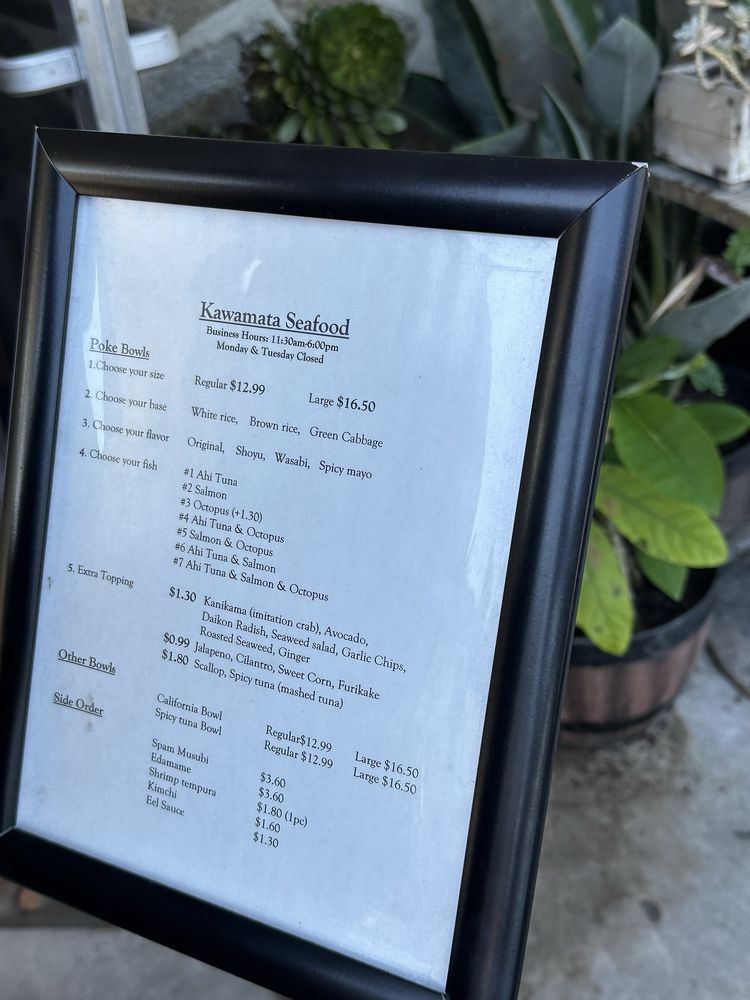 Kawamata Seafood
Business Hours: 11:30am-6:00pm
Monday & Tuesday Closed
Poke Bowls
1.Choose your size Regular $12.99 Large $16.50
2. Choose your base White rice, Brown rice, Green Cabbage
3. Choose your flavor Original, Shoyu, Wasabi, Spicy mayo
4. Choose your fish #1 Ahi Tuna
#2 Salmon
#3 Octopus (+1.30)
#4 Ahi Tuna & Octopus
#5 Salmon & Octopus
#6 Ahi Tuna & Salmon
#7 Ahi Tuna & Salmon & Octopus
5. Extra Topping $1.30 Kanikama (imitation crab), Avocado,
Daikon Radish, Seaweed salad, Garlic Chips,
Roasted Seaweed, Ginger
$0.99 Jalapeno, Cilantro, Sweet Corn, Furikake
$1.80 Scallop, Spicy tuna (mashed tuna)
Other Bowls
California Bowl Regular$12.99 Large $16.50
Spicy tuna Bowl Regular $12.99 Large $16.50
Side Order
Spam Musubi $3.60
Edamame $3.60
Shrimp tempura $1.80 (1pc)
Kimchi $1.60
Eel Sauce $1.30